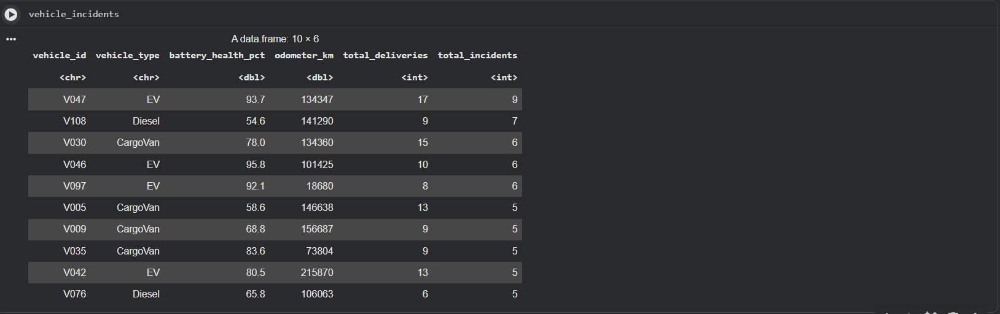 vehicle_incidents
A data.frame: 10 × 6
vehicle_id vehicle_type battery_health_pct odometer_km total_deliveries total_incidents
<chr> <chr> <dbl> <dbl> <int> <int>
V047 EV 93.7 134347 17 9
V108 Diesel 54.6 141290 9 7
V030 CargoVan 78.0 134360 15 6
V046 EV 95.8 101425 10 6
V097 EV 92.1 18680 8 6
V005 CargoVan 58.6 146638 13 5
V009 CargoVan 68.8 156687 9 5
V035 CargoVan 83.6 73804 9 5
V042 EV 80.5 215870 13 5
V076 Diesel 65.8 106063 6 5